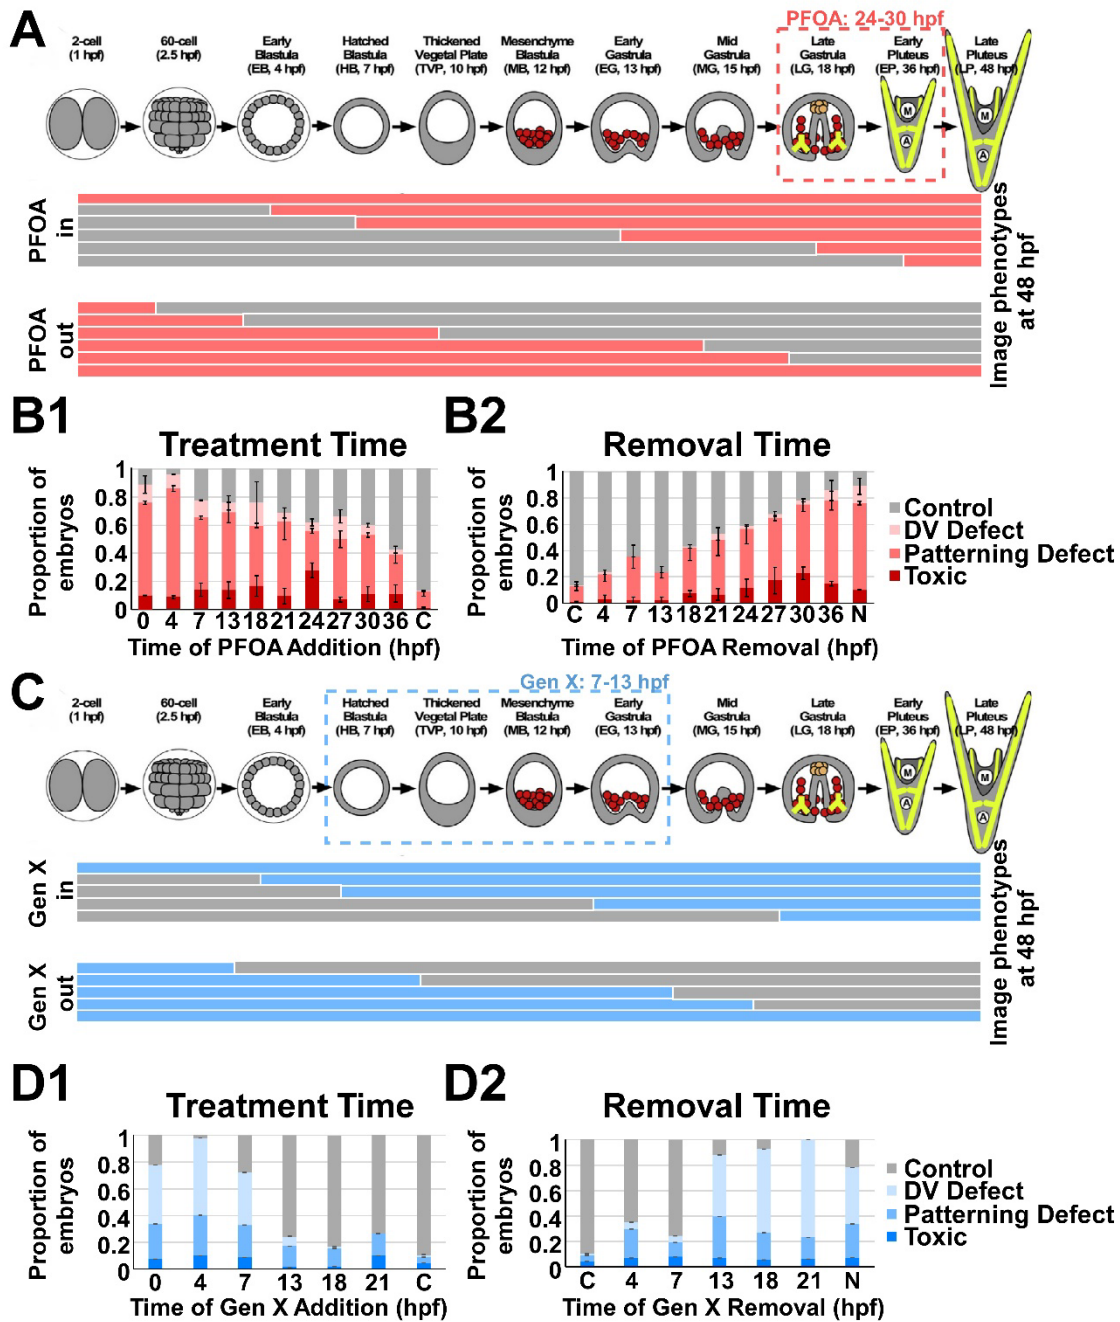 A
PFOA: 24-30 hpf
2-cell
(1 hpf)
60-cell
(2.5 hpf)
Early
Blastula
(EB, 4 hpf)
Hatched
Blastula
(HB, 7 hpf)
Thickened
Vegetal Plate
(TVP, 10 hpf)
Mesenchyme
Blastula
(MB, 12 hpf)
Early
Gastrula
(EG, 13 hpf)
Mid
Gastrula
(MG, 15 hpf)
Late
Gastrula
(LG, 18 hpf)
Early
Pluteus
(EP, 36 hpf)
Late
Pluteus
(LP, 48 hpf)
M
A
M
A
PFOA
in
PFOA
out
Image phenotypes
at 48 hpf
B1
Treatment Time
Proportion of
embryos
1
0.8
0.6
0.4
0.2
0
0 4 7 13 18 21 24 27 30 36 C
Time of PFOA Addition (hpf)
B2
Removal Time
Proportion of
embryos
1
0.8
0.6
0.4
0.2
0
C 4 7 13 18 21 24 27 30 36 N
Time of PFOA Removal (hpf)
Control
DV Defect
Patterning Defect
Toxic
C
Gen X: 7-13 hpf
2-cell
(1 hpf)
60-cell
(2.5 hpf)
Early
Blastula
(EB, 4 hpf)
Hatched
Blastula
(HB, 7 hpf)
Thickened
Vegetal Plate
(TVP, 10 hpf)
Mesenchyme
Blastula
(MB, 12 hpf)
Early
Gastrula
(EG, 13 hpf)
Mid
Gastrula
(MG, 15 hpf)
Late
Gastrula
(LG, 18 hpf)
Early
Pluteus
(EP, 36 hpf)
Late
Pluteus
(LP, 48 hpf)
M
A
M
A
Gen X
in
Gen X
out
Image phenotypes
at 48 hpf
D1
Treatment Time
Proportion of
embryos
1
0.8
0.6
0.4
0.2
0
0 4 7 13 18 21 C
Time of Gen X Addition (hpf)
D2
Removal Time
Proportion of
embryos
1
0.8
0.6
0.4
0.2
0
C 4 7 13 18 21 N
Time of Gen X Removal (hpf)
Control
DV Defect
Patterning Defect
Toxic